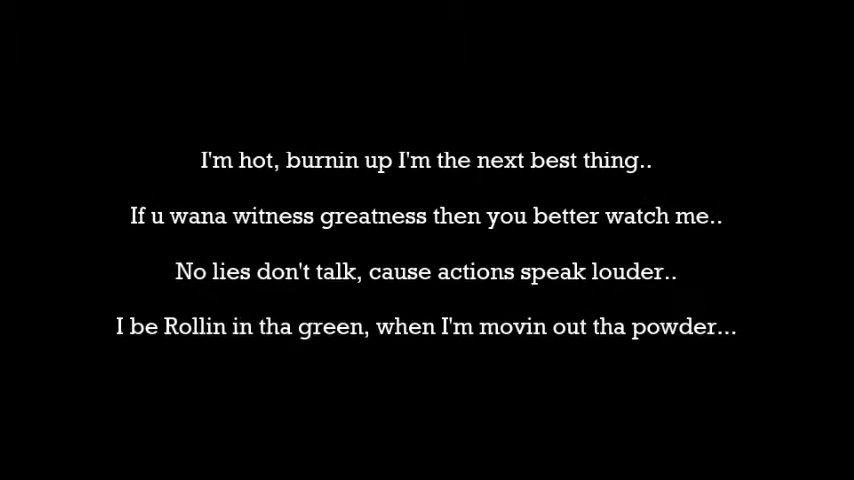 I'm hot, burnin up I'm the next best thing..
If u wana witness greatness then you better watch me..
No lies don't talk, cause actions speak louder..
I be Rollin in tha green, when I'm movin out tha powder...